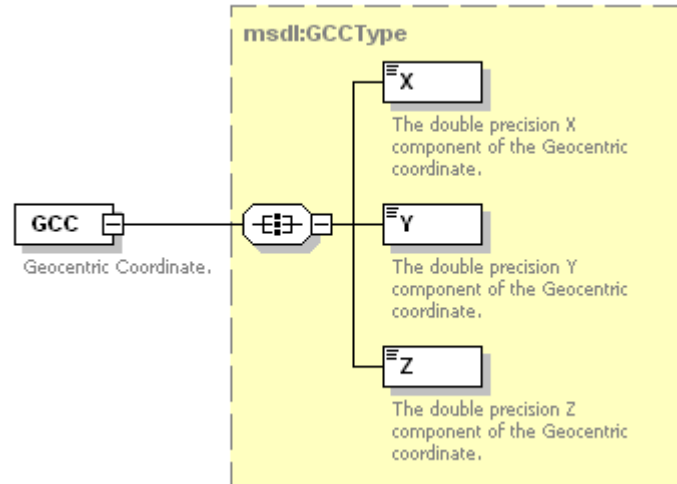 msdl:GCCType
X
The double precision X
component of the Geocentric
coordinate.
GCC
Geocentric Coordinate.
Y
The double precision Y
component of the Geocentric
coordinate.
Z
The double precision Z
component of the Geocentric
coordinate.